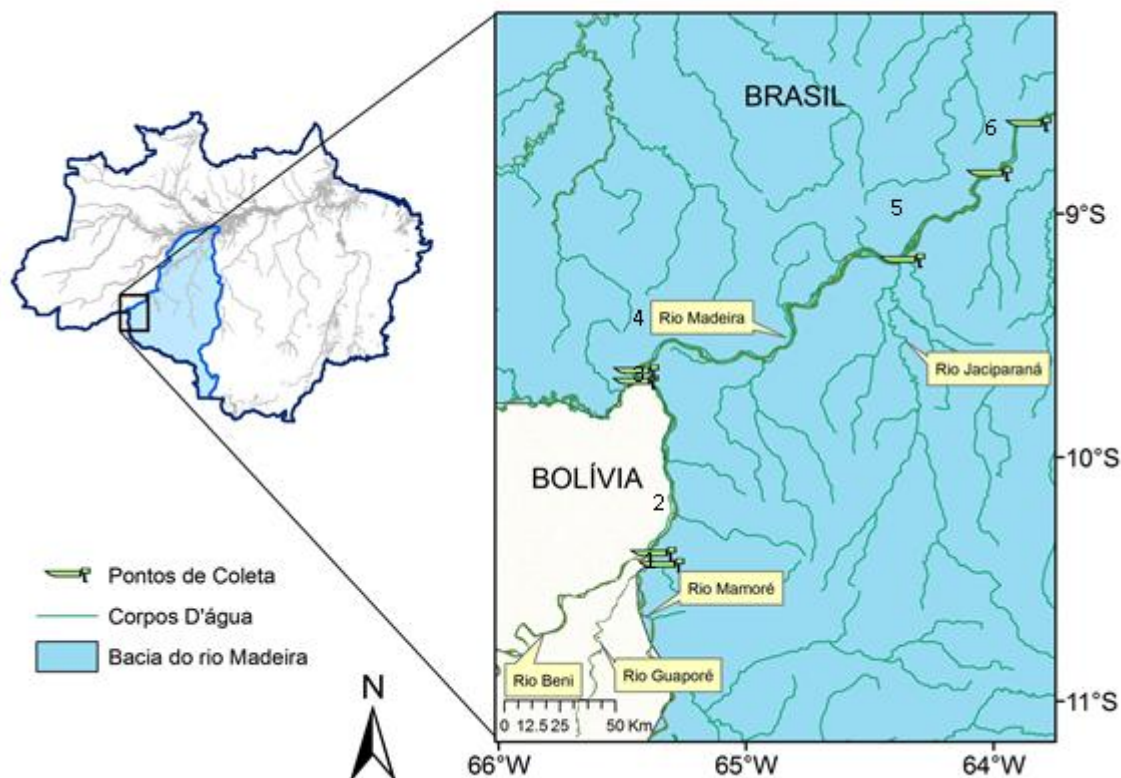 BRASIL
6
9°S
5
Rio Madeira
4
Rio Jaciparaná
3
10°S
BOLÍVIA
2
1
Rio Mamoré
Rio Guaporé
Rio Beni
0 12.5 25 50 Km
11°S
66°W 65°W 64°W
Pontos de Coleta
Corpos D'água
Bacia do rio Madeira
N